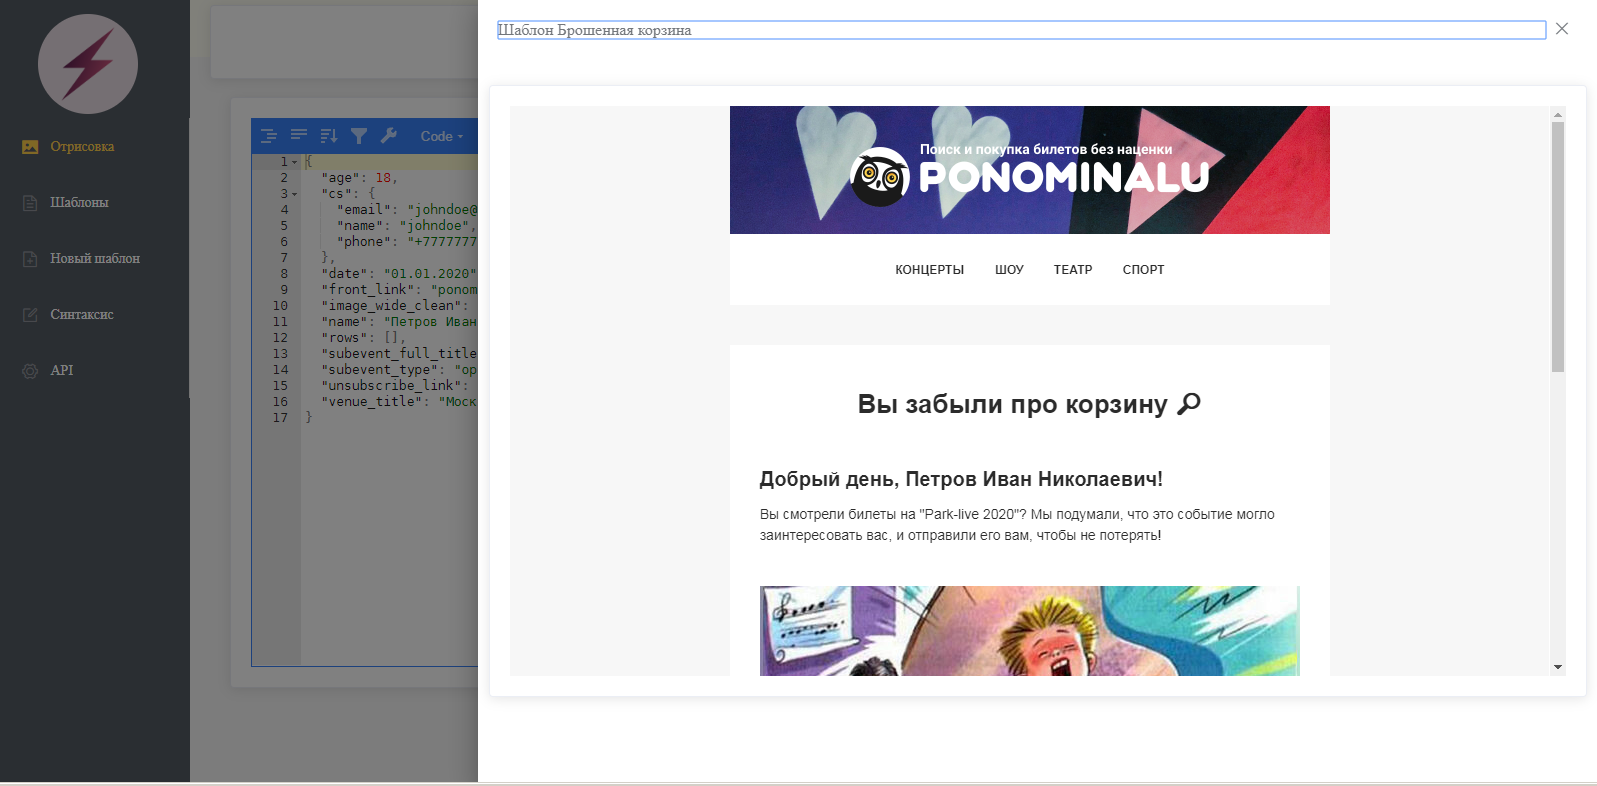 Отрисовка
Шаблоны
Новый шаблон
Синтаксис
API
Code
1 {
2 "age": 18,
3 "cs": {
4 "email": "johndoe@
5 "name": "johndoe",
6 "phone": "+7777777
7 },
8 "date": "01.01.2020"
9 "front_link": "ponom
10 "image_wide_clean":
11 "name": "Петров Иван
12 "rows": [],
13 "subevent_full_title
14 "subevent_type": "op
15 "unsubscribe_link":
16 "venue_title": "Моск
17 }
Шаблон Брошенная корзина
Поиск и покупка билетов без наценки
PONOMINALU
КОНЦЕРТЫ ШОУ ТЕАТР СПОРТ
Вы забыли про корзину
Добрый день, Петров Иван Николаевич!
Вы смотрели билеты на "Park-live 2020"? Мы подумали, что это событие могло
заинтересовать вас, и отправили его вам, чтобы не потерять!